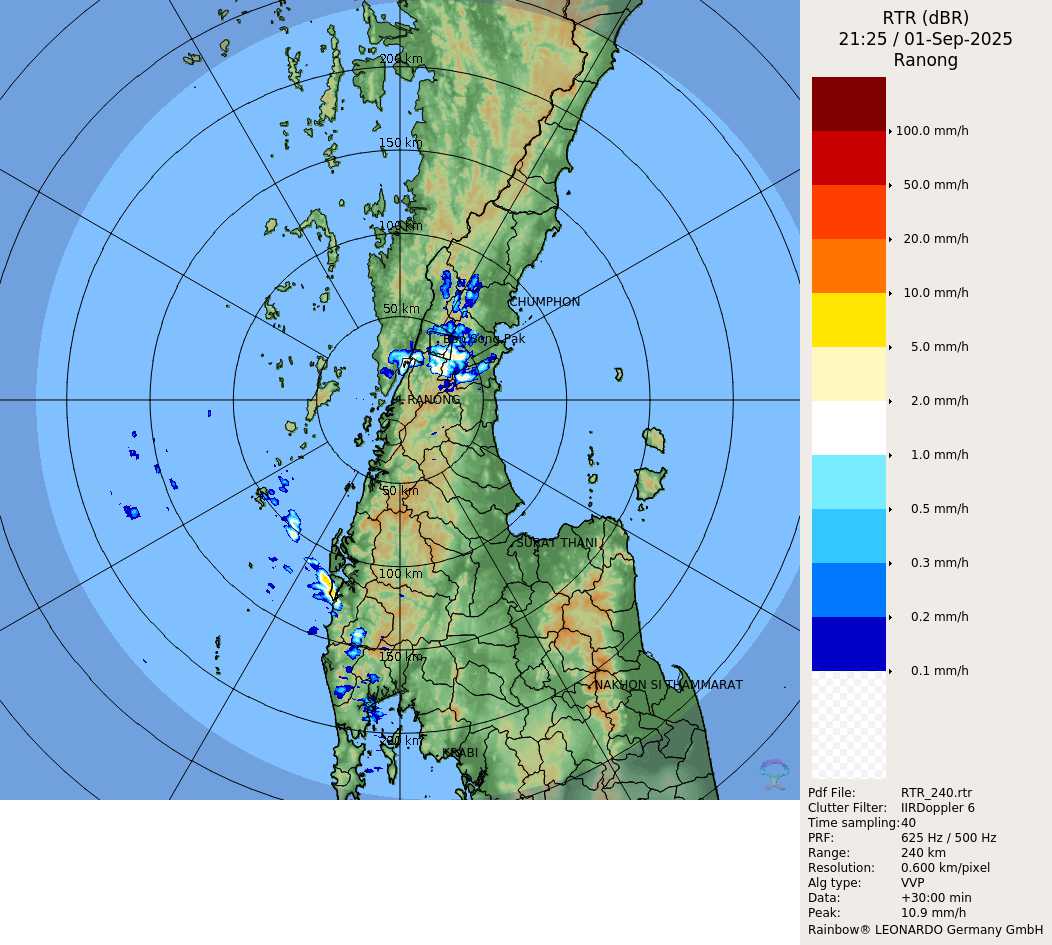 RTR (dBR)
21:25 / 01-Sep-2025
Ranong
200 km
150 km
100 km
50 km
CHUMPHON
RANONG
50 km
SURAT THANI
100 km
150 km
NAKHON SI THAMMARAT
200 km
KRABI
100.0 mm/h
50.0 mm/h
20.0 mm/h
10.0 mm/h
5.0 mm/h
2.0 mm/h
1.0 mm/h
0.5 mm/h
0.3 mm/h
0.2 mm/h
0.1 mm/h
Pdf File: RTR_240.rtr
Clutter Filter: IIRDoppler 6
Time sampling:40
PRF: 625 Hz / 500 Hz
Range: 240 km
Resolution: 0.600 km/pixel
Alg type: VVP
Data: +30:00 min
Peak: 10.9 mm/h
Rainbow® LEONARDO Germany GmbH